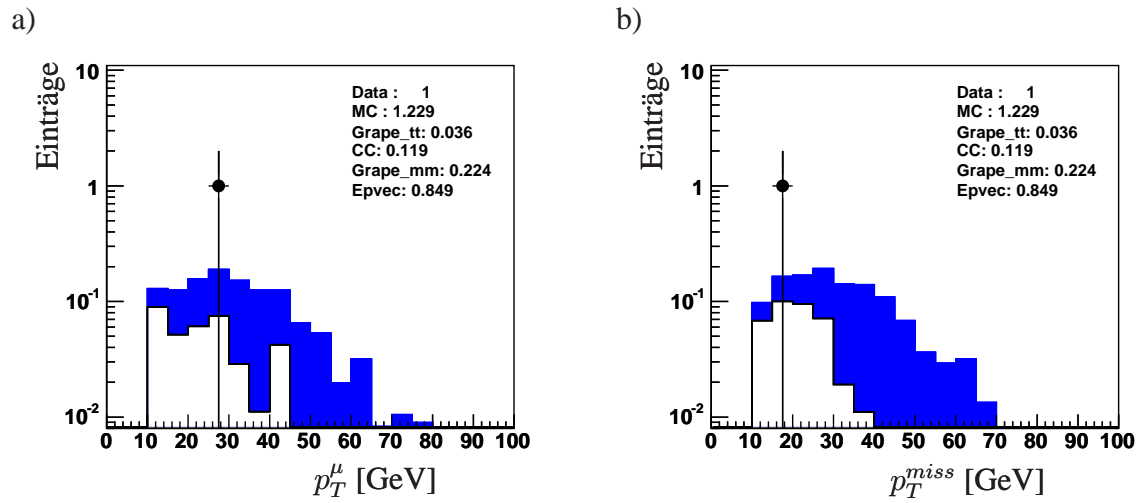 a)
Einträge
10
1
10^-1
10^-2
Data : 1
MC : 1.229
Grape_tt: 0.036
CC: 0.119
Grape_mm: 0.224
Epvec: 0.849
0 10 20 30 40 50 60 70 80 90 100
p_T^μ [GeV]
b)
Einträge
10
1
10^-1
10^-2
Data : 1
MC : 1.229
Grape_tt: 0.036
CC: 0.119
Grape_mm: 0.224
Epvec: 0.849
0 10 20 30 40 50 60 70 80 90 100
p_T^miss [GeV]